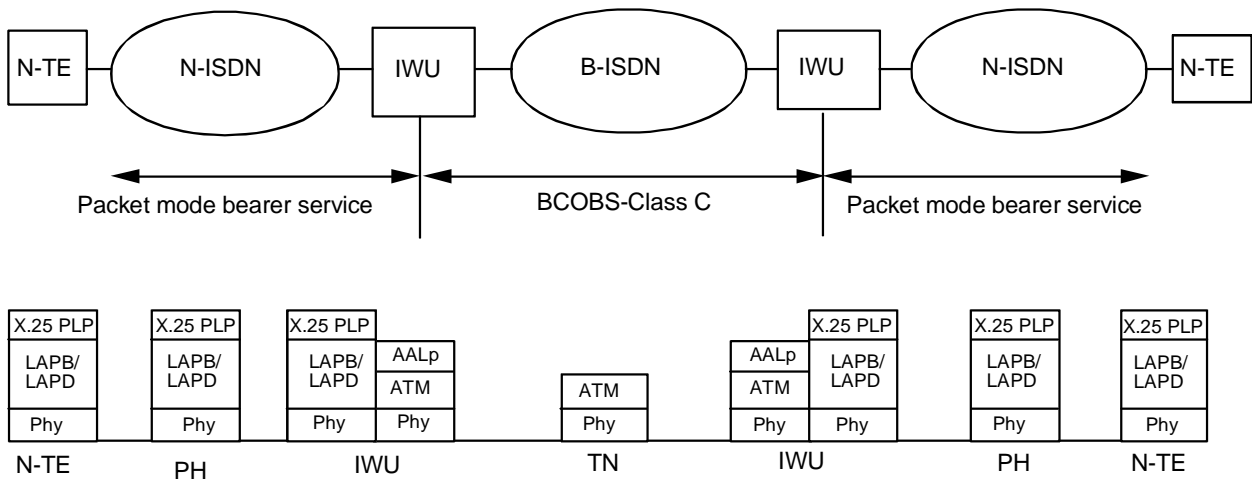 N-TE N-ISDN IWU B-ISDN IWU N-ISDN N-TE
Packet mode bearer service BCOBS-Class C Packet mode bearer service
X.25 PLP X.25 PLP X.25 PLP X.25 PLP X.25 PLP X.25 PLP
LAPB/ LAPB/ LAPB/ AALp AALp LAPB/ LAPB/ LAPB/
LAPD LAPD LAPD ATM ATM ATM LAPD LAPD LAPD
Phy Phy Phy Phy Phy Phy Phy Phy Phy
N-TE PH IWU TN IWU PH N-TE